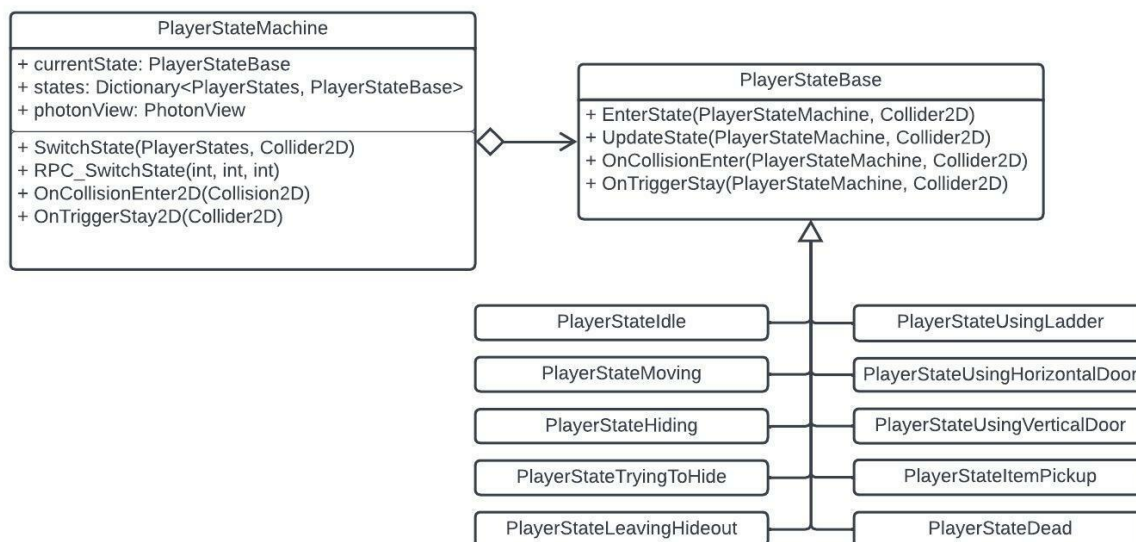 PlayerStateMachine
+ currentState: PlayerStateBase
+ states: Dictionary<PlayerStates, PlayerStateBase>
+ photonView: PhotonView
+ SwitchState(PlayerStates, Collider2D)
+ RPC_SwitchState(int, int, int)
+ OnCollisionEnter2D(Collision2D)
+ OnTriggerStay2D(Collider2D)
PlayerStateBase
+ EnterState(PlayerStateMachine, Collider2D)
+ UpdateState(PlayerStateMachine, Collider2D)
+ OnCollisionEnter(PlayerStateMachine, Collider2D)
+ OnTriggerStay(PlayerStateMachine, Collider2D)
PlayerStateIdle
PlayerStateUsingLadder
PlayerStateMoving
PlayerStateUsingHorizontalDoor
PlayerStateHiding
PlayerStateUsingVerticalDoor
PlayerStateTryingToHide
PlayerStateItemPickup
PlayerStateLeavingHideout
PlayerStateDead